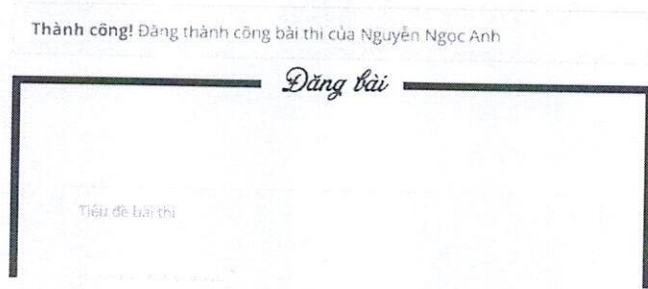 Thành công! Đăng thành công bài thi của Nguyễn Ngọc Anh
Đăng bài
Tiêu đề bài thi